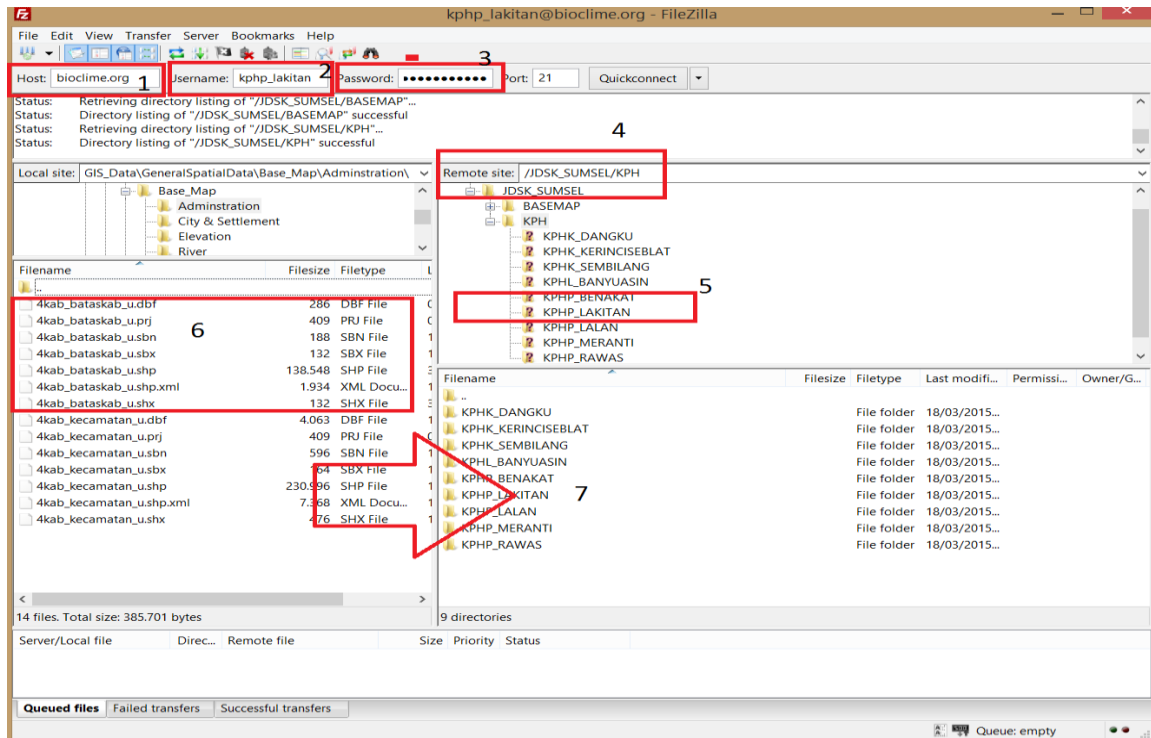 kphp_lakitan@bioclime.org - FileZilla
File Edit View Transfer Server Bookmarks Help
Host: bioclime.org 1 Username: kphp_lakitan 2 Password: ●●●●●●●●●●● 3 Port: 21 Quickconnect
Status: Retrieving directory listing of "/JDSK_SUMSEL/BASEMAP"...
Status: Directory listing of "/JDSK_SUMSEL/BASEMAP" successful
Status: Retrieving directory listing of "/JDSK_SUMSEL/KPH"...
Status: Directory listing of "/JDSK_SUMSEL/KPH" successful
4
Local site: GIS_Data\GeneralSpatialData\Base_Map\Adminstration\
Base_Map
Adminstration
City & Settlement
Elevation
River
Remote site: /JDSK_SUMSEL/KPH
JDSK_SUMSEL
BASEMAP
KPH
KPHK_DANGKU
KPHK_KERINCISEBLAT
KPHK_SEMBILANG
KPHL_BANYUASIN
KPHP_BENAKAT
KPHP_LAKITAN
KPHP_LALAN
KPHP_MERANTI
KPHP_RAWAS
5
Filename Filesize Filetype L
..
4kab_bataskab_u.dbf 286 DBF File
4kab_bataskab_u.prj 409 PRJ File
4kab_bataskab_u.sbn 188 SBN File 1
4kab_bataskab_u.sbx 132 SBX File 1
4kab_bataskab_u.shp 138.548 SHP File
4kab_bataskab_u.shp.xml 1.934 XML Docu... 1
4kab_bataskab_u.shx 132 SHX File
6
4kab_kecamatan_u.dbf 4.063 DBF File 1
4kab_kecamatan_u.prj 409 PRJ File
4kab_kecamatan_u.sbn 596 SBN File 1
4kab_kecamatan_u.sbx 164 SBX File 1
4kab_kecamatan_u.shp 230.996 SHP File
4kab_kecamatan_u.shp.xml 7.368 XML Docu...
4kab_kecamatan_u.shx 476 SHX File 1
14 files. Total size: 385.701 bytes
Filename Filesize Filetype Last modifi... Permissi... Owner/G...
..
KPHK_DANGKU File folder 18/03/2015...
KPHK_KERINCISEBLAT File folder 18/03/2015...
KPHK_SEMBILANG File folder 18/03/2015...
KPHL_BANYUASIN File folder 18/03/2015...
KPHP_BENAKAT File folder 18/03/2015...
KPHP_LAKITAN File folder 18/03/2015...
KPHP_LALAN File folder 18/03/2015...
KPHP_MERANTI File folder 18/03/2015...
KPHP_RAWAS File folder 18/03/2015...
7
9 directories
Server/Local file Direc... Remote file Size Priority Status
Queued files Failed transfers Successful transfers
Queue: empty